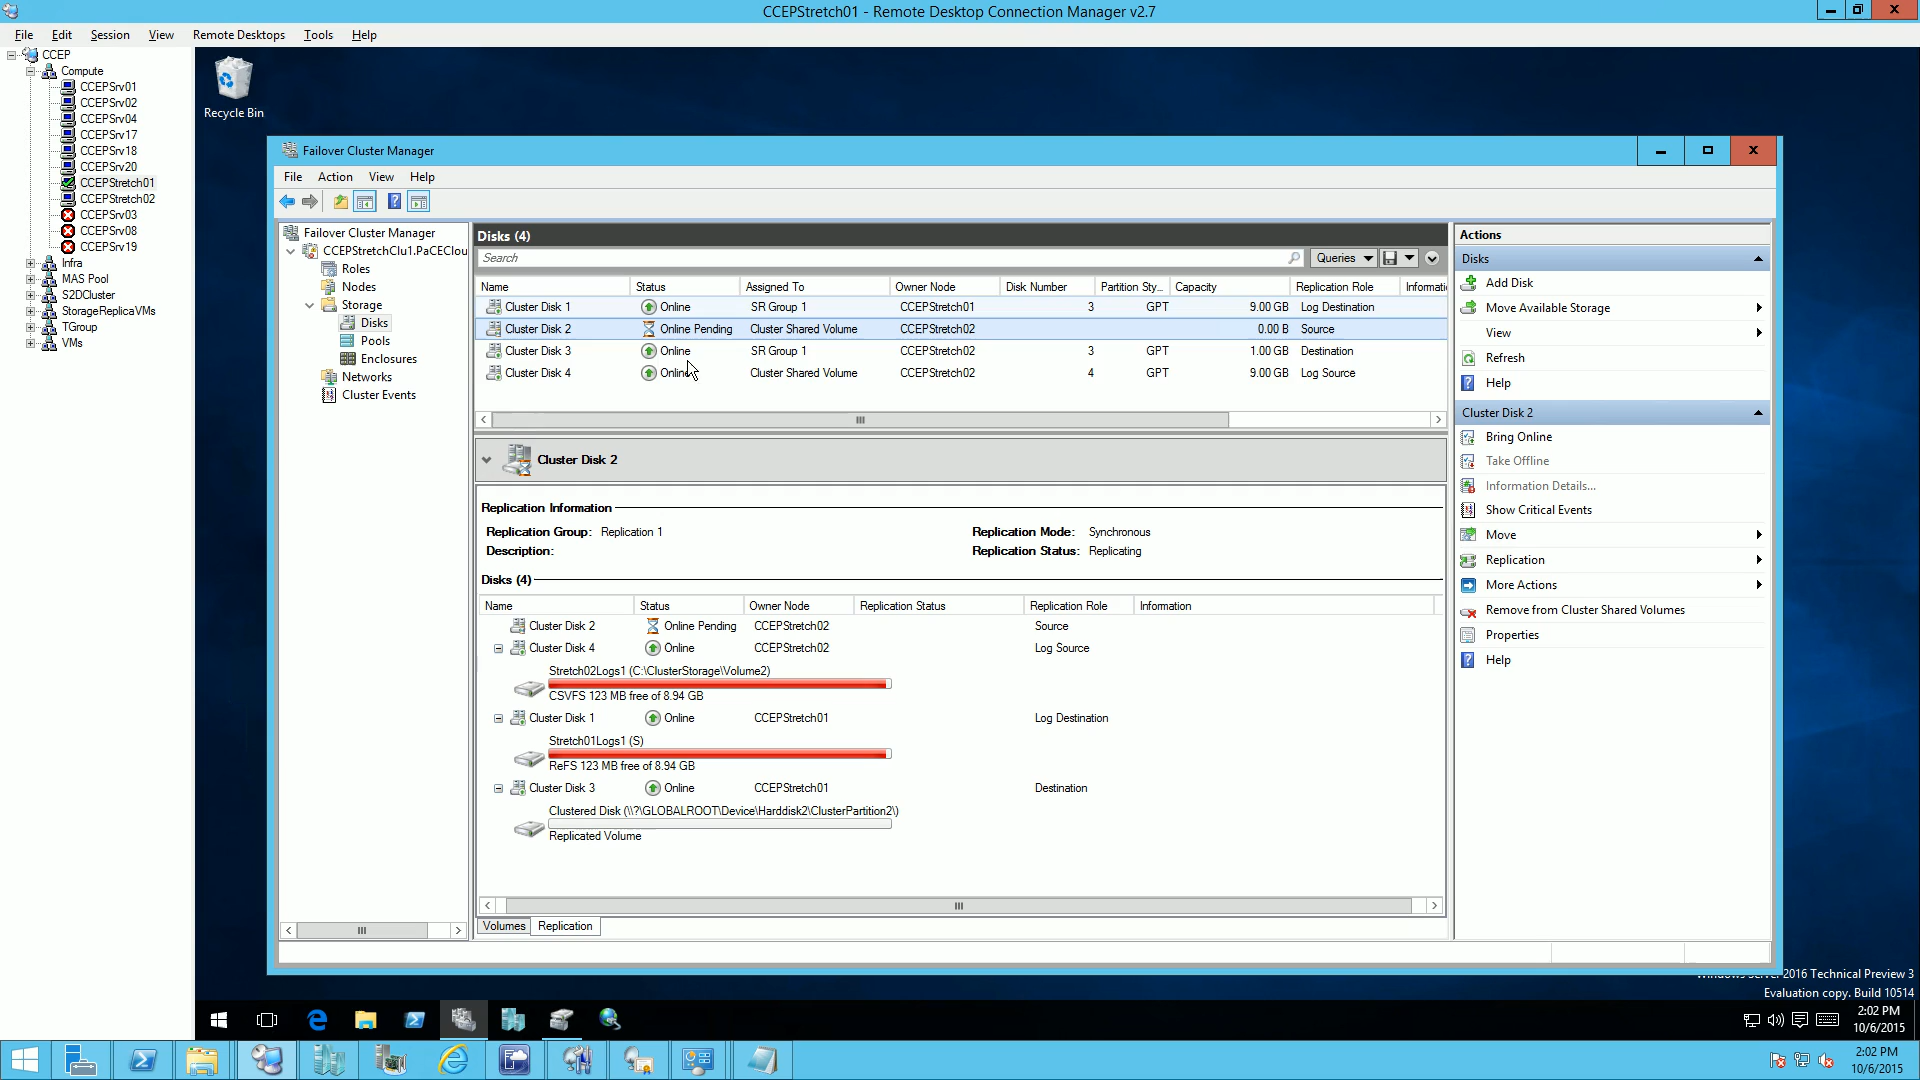 CCEPStretch01 - Remote Desktop Connection Manager v2.7
File Edit Session View Remote Desktops Tools Help
CCEP
Compute
CCEPSrv01
CCEPSrv02
CCEPSrv04
CCEPSrv17
CCEPSrv18
CCEPSrv20
CCEPStretch01
CCEPStretch02
CCEPSrv03
CCEPSrv08
CCEPSrv19
Infra
MAS Pool
S2DCluster
StorageReplicaVMs
TGroup
VMs
Recycle Bin
Failover Cluster Manager
File Action View Help
Failover Cluster Manager
CCEPStretchClu1.PaCEClou
Roles
Nodes
Storage
Disks
Pools
Enclosures
Networks
Cluster Events
Disks (4)
Search
Queries
Name Status Assigned To Owner Node Disk Number Partition Sty... Capacity Replication Role Informati
Cluster Disk 1 Online SR Group 1 CCEPStretch01 3 GPT 9.00 GB Log Destination
Cluster Disk 2 Online Pending Cluster Shared Volume CCEPStretch02 0.00 B Source
Cluster Disk 3 Online SR Group 1 CCEPStretch02 3 GPT 1.00 GB Destination
Cluster Disk 4 Online Cluster Shared Volume CCEPStretch02 4 GPT 9.00 GB Log Source
Cluster Disk 2
Replication Information
Replication Group: Replication 1 Replication Mode: Synchronous
Description: Replication Status: Replicating
Disks (4)
Name Status Owner Node Replication Status Replication Role Information
Cluster Disk 2 Online Pending CCEPStretch02 Source
Cluster Disk 4 Online CCEPStretch02 Log Source
Stretch02Logs1 (C:\ClusterStorage\Volume2)
CSVFS 123 MB free of 8.94 GB
Cluster Disk 1 Online CCEPStretch01 Log Destination
Stretch01Logs1 (S)
ReFS 123 MB free of 8.94 GB
Cluster Disk 3 Online CCEPStretch01 Destination
Clustered Disk (\\?\GLOBALROOT\Device\Harddisk2\ClusterPartition2\)
Replicated Volume
Volumes Replication
Actions
Disks
Add Disk
Move Available Storage
View
Refresh
Help
Cluster Disk 2
Bring Online
Take Offline
Information Details...
Show Critical Events
Move
Replication
More Actions
Remove from Cluster Shared Volumes
Properties
Help
Windows Server 2016 Technical Preview 3
Evaluation copy. Build 10514
2:02 PM
10/6/2015
2:02 PM
10/6/2015